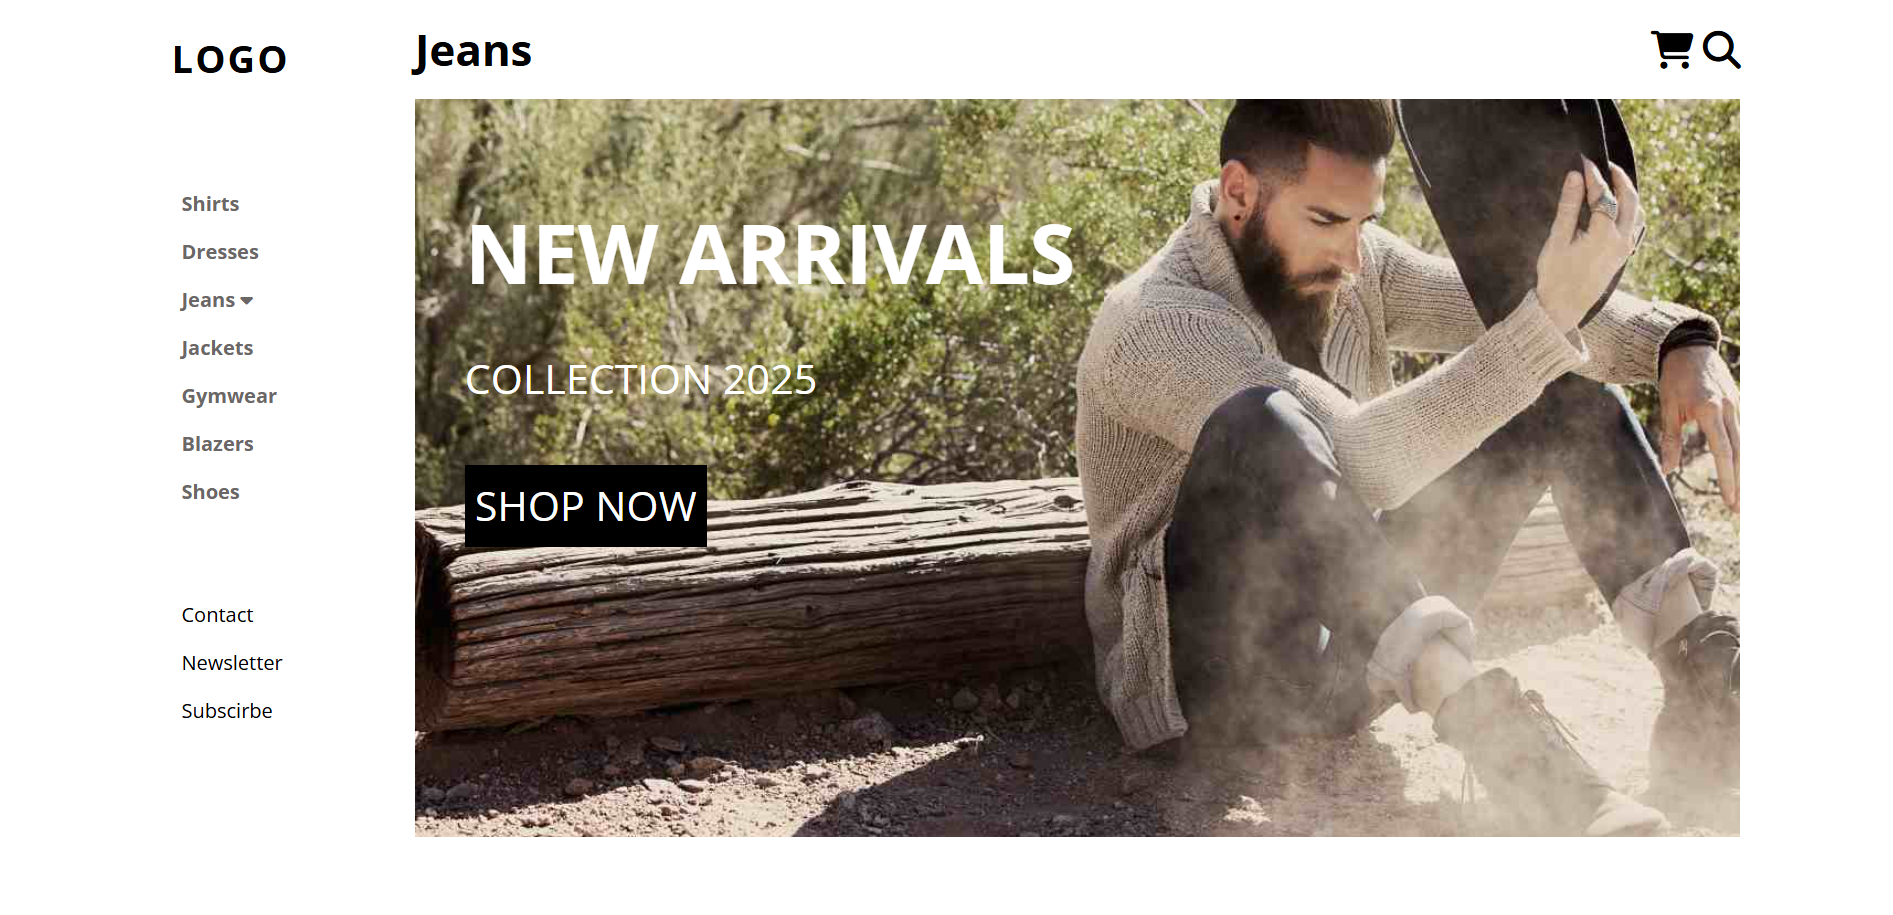 LOGO
Jeans
Shirts
Dresses
Jeans
Jackets
Gymwear
Blazers
Shoes
Contact
Newsletter
Subscirbe
NEW ARRIVALS
COLLECTION 2025
SHOP NOW